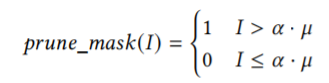 prune_mask(I) = { 1 I > α · μ
0 I ≤ α · μ